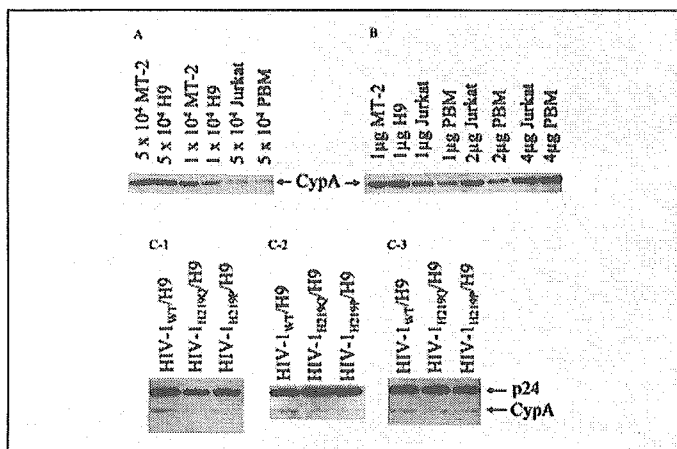 A
B
5 x 10⁴ MT-2
5 x 10⁴ H9
1 x 10⁴ MT-2
1 x 10⁴ H9
5 x 10⁴ Jurkat
5 x 10⁴ PBM
1µg MT-2
1µg H9
1µg Jurkat
1µg PBM
2µg Jurkat
2µg PBM
4µg Jurkat
4µg PBM
←CypA→
C-1
C-2
C-3
HIV-1WT/H9
HIV-1H219Q/H9
HIV-1H219P/H9
HIV-1WT/H9
HIV-1H219Q/H9
HIV-1H219P/H9
HIV-1WT/H9
HIV-1H219Q/H9
HIV-1H219P/H9
← p24
← CypA